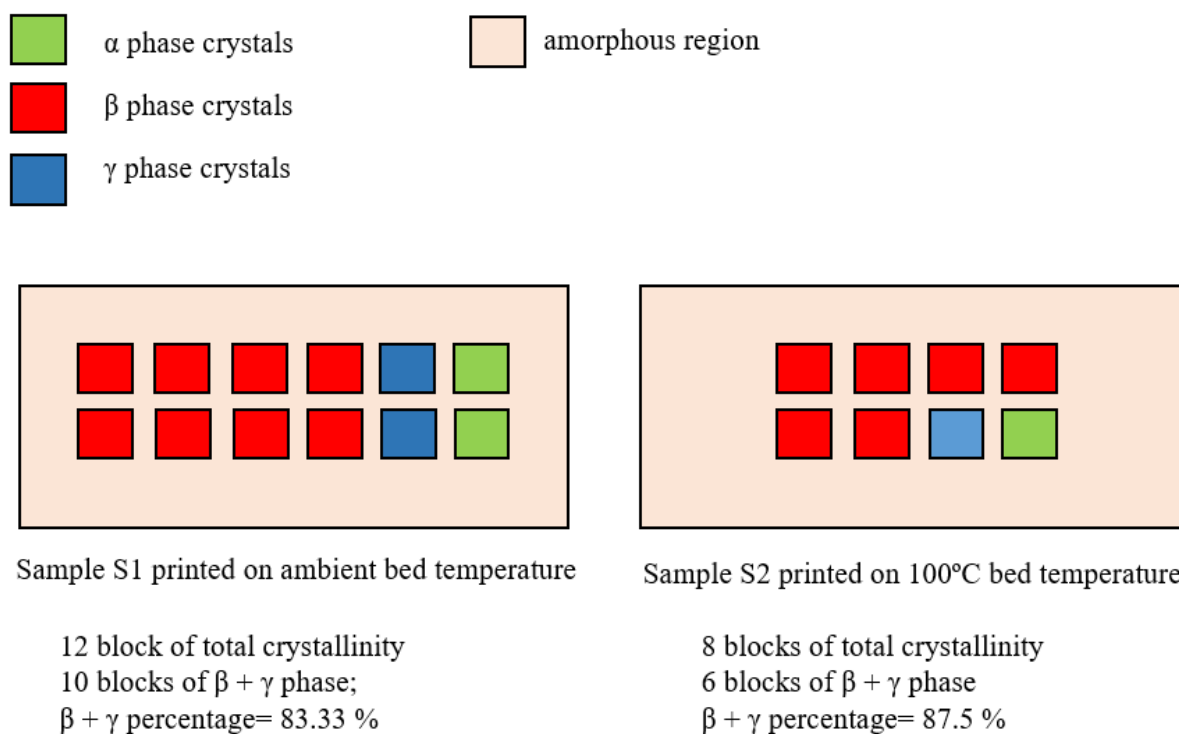 α phase crystals
amorphous region
β phase crystals
γ phase crystals
Sample S1 printed on ambient bed temperature
12 block of total crystallinity
10 blocks of β + γ phase;
β + γ percentage= 83.33 %
Sample S2 printed on 100ºC bed temperature
8 blocks of total crystallinity
6 blocks of β + γ phase
β + γ percentage= 87.5 %